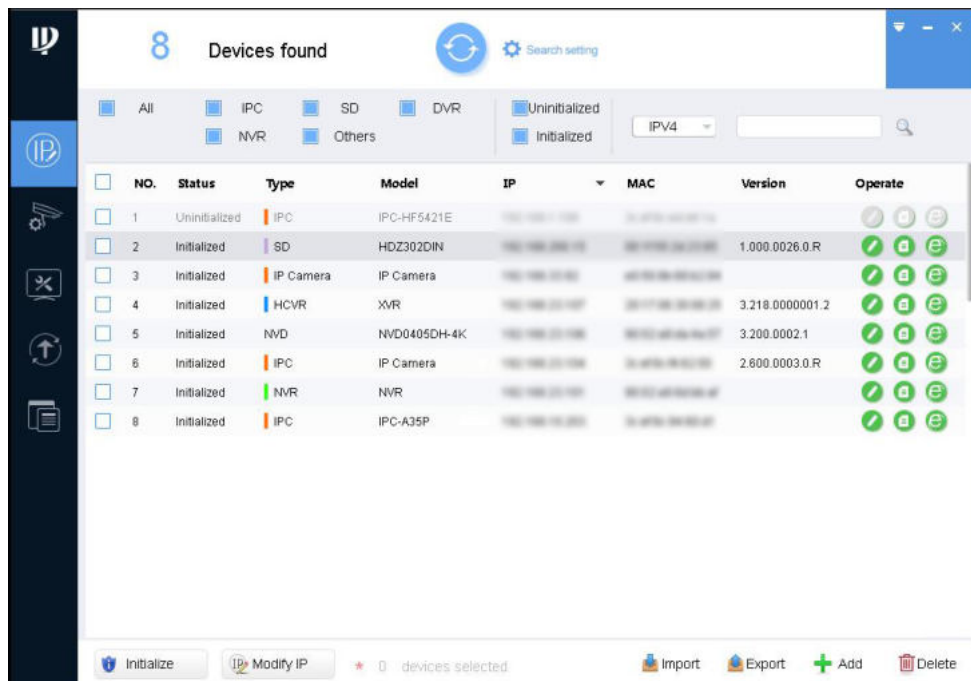 8 Devices found Search setting
All IPC SD DVR Uninitialized
NVR Others Initialized IPV4
NO. Status Type Model IP MAC Version Operate
1 Uninitialized IPC IPC-HF5421E
2 Initialized SD HDZ302DIN 1.000.0026.0.R
3 Initialized IP Camera IP Camera
4 Initialized HCVR XVR 3.218.0000001.2
5 Initialized NVD NVD0405DH-4K 3.200.0002.1
6 Initialized IPC IP Camera 2.600.0003.0.R
7 Initialized NVR NVR
8 Initialized IPC IPC-A35P
Initialize IP Modify IP * 0 devices selected Import Export Add Delete